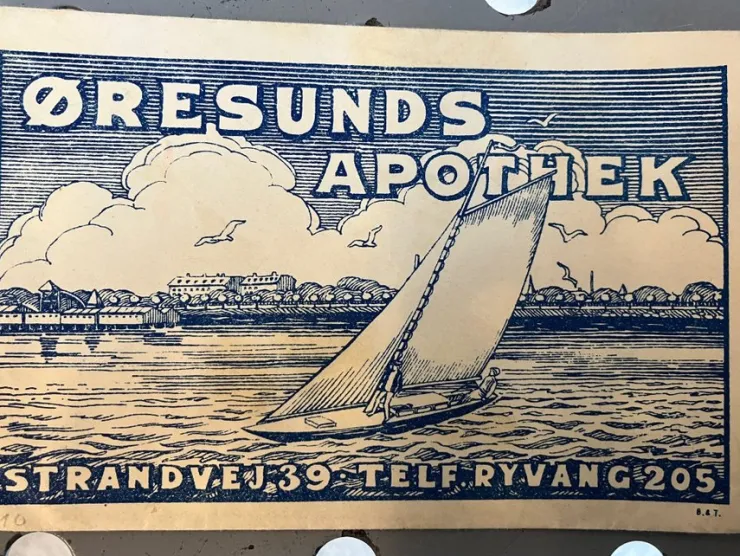 ØRESUNDS
APOTHEK
STRANDVEJ 39 · TELF. RYVANG 205
B. & T.